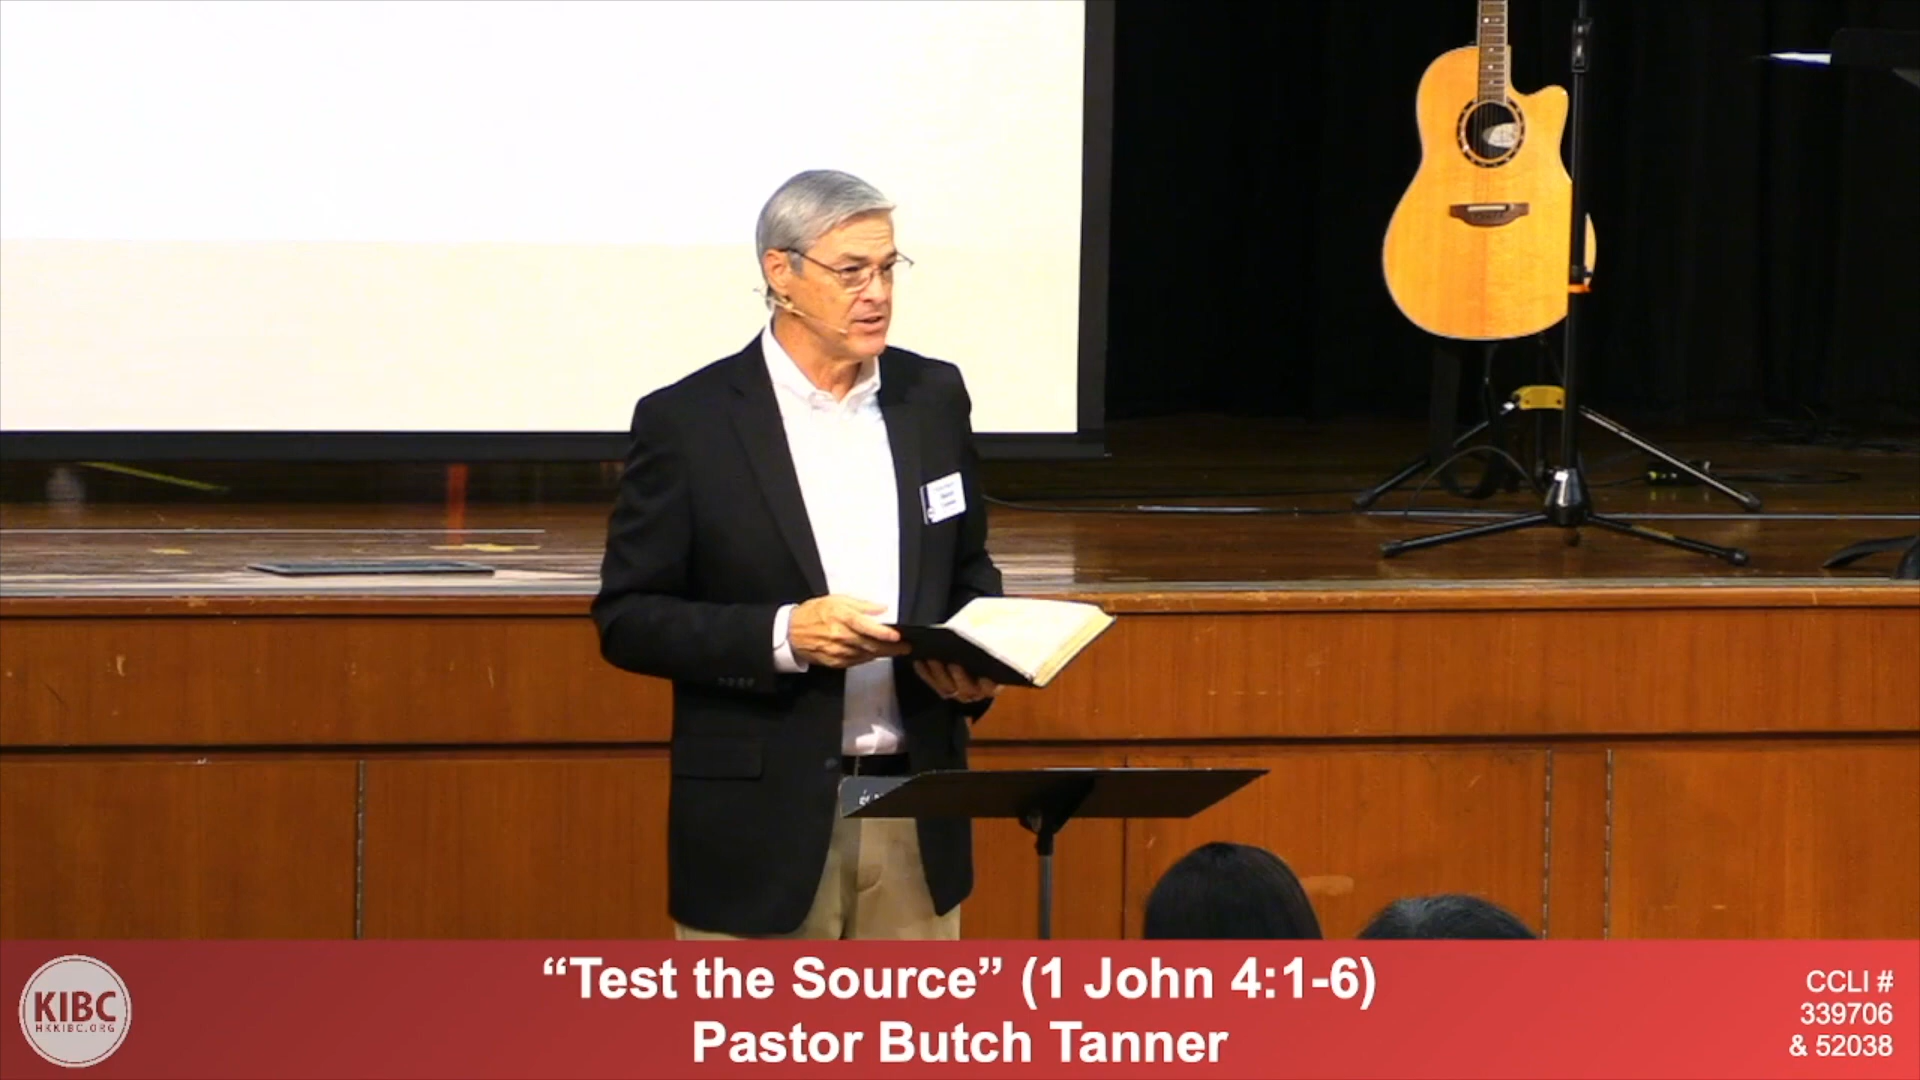 “Test the Source” (1 John 4:1-6)
Pastor Butch Tanner
KIBC
HKKIBC.ORG
CCLI #
339706
& 52038